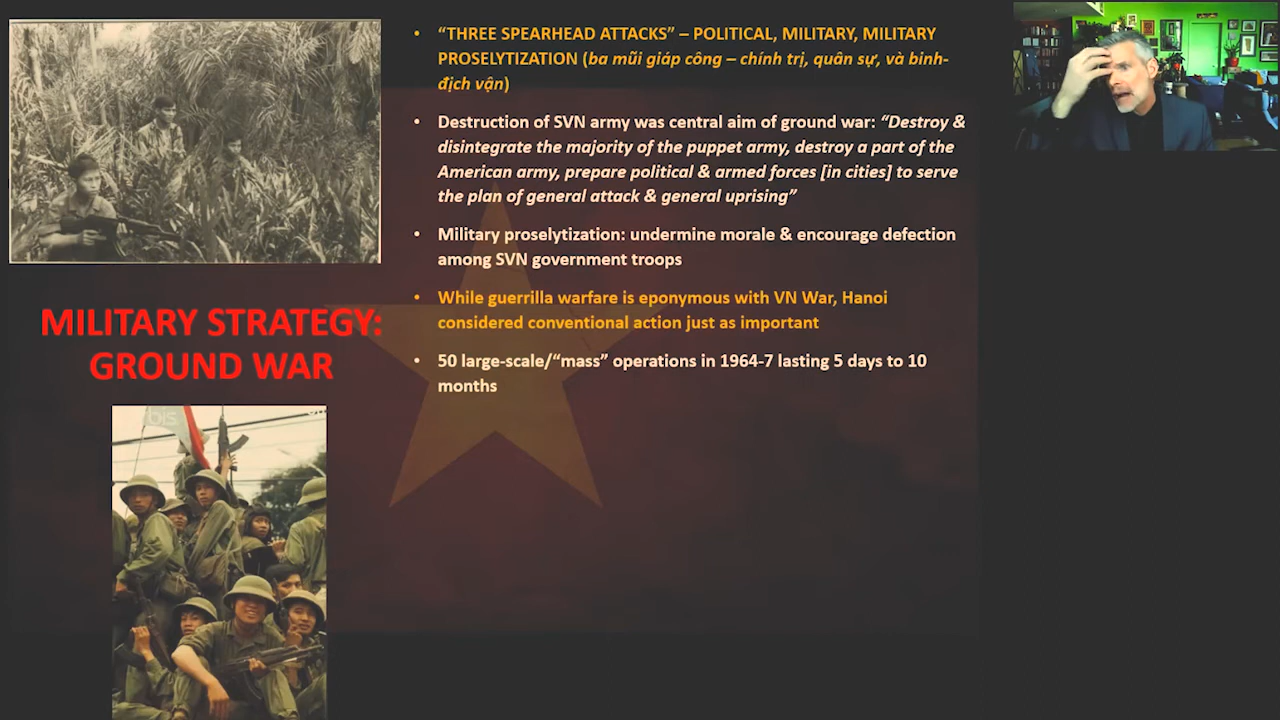 • “THREE SPEARHEAD ATTACKS” – POLITICAL, MILITARY, MILITARY
PROSELYTIZATION (ba mũi giáp công – chính trị, quân sự, và binh-
địch vận)
• Destruction of SVN army was central aim of ground war: “Destroy &
disintegrate the majority of the puppet army, destroy a part of the
American army, prepare political & armed forces [in cities] to serve
the plan of general attack & general uprising”
• Military proselytization: undermine morale & encourage defection
among SVN government troops
• While guerrilla warfare is eponymous with VN War, Hanoi
considered conventional action just as important
• 50 large-scale/“mass” operations in 1964-7 lasting 5 days to 10
months
MILITARY STRATEGY:
GROUND WAR